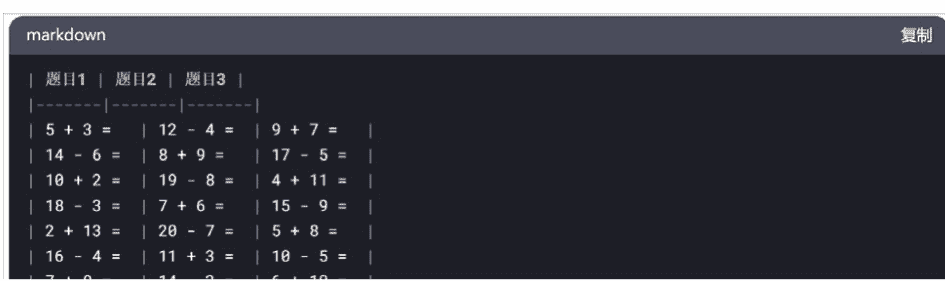 markdown
复制
| 题目1 | 题目2 | 题目3 |
|-------|-------|-------|
| 5 + 3 = | 12 - 4 = | 9 + 7 = |
| 14 - 6 = | 8 + 9 = | 17 - 5 = |
| 10 + 2 = | 19 - 8 = | 4 + 11 = |
| 18 - 3 = | 7 + 6 = | 15 - 9 = |
| 2 + 13 = | 20 - 7 = | 5 + 8 = |
| 16 - 4 = | 11 + 3 = | 10 - 5 = |